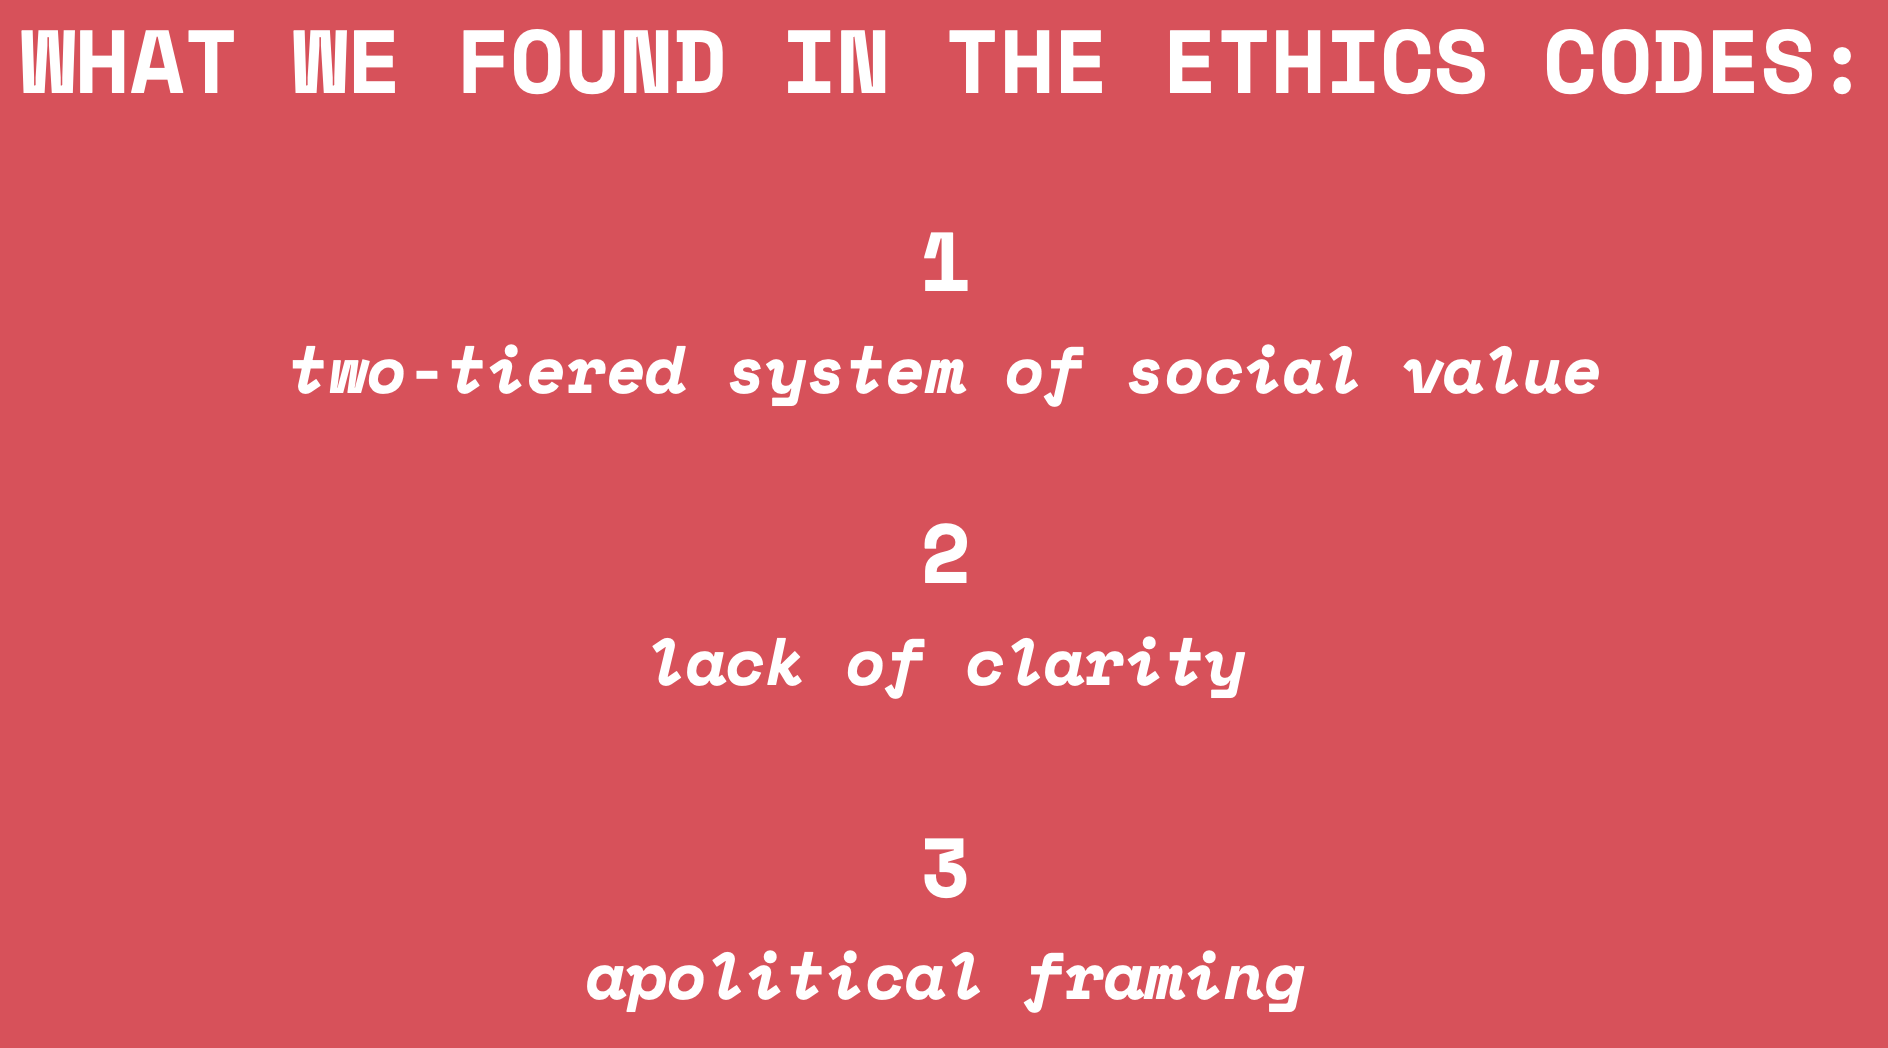 WHAT WE FOUND IN THE ETHICS CODES:
1
two-tiered system of social value
2
lack of clarity
3
apolitical framing